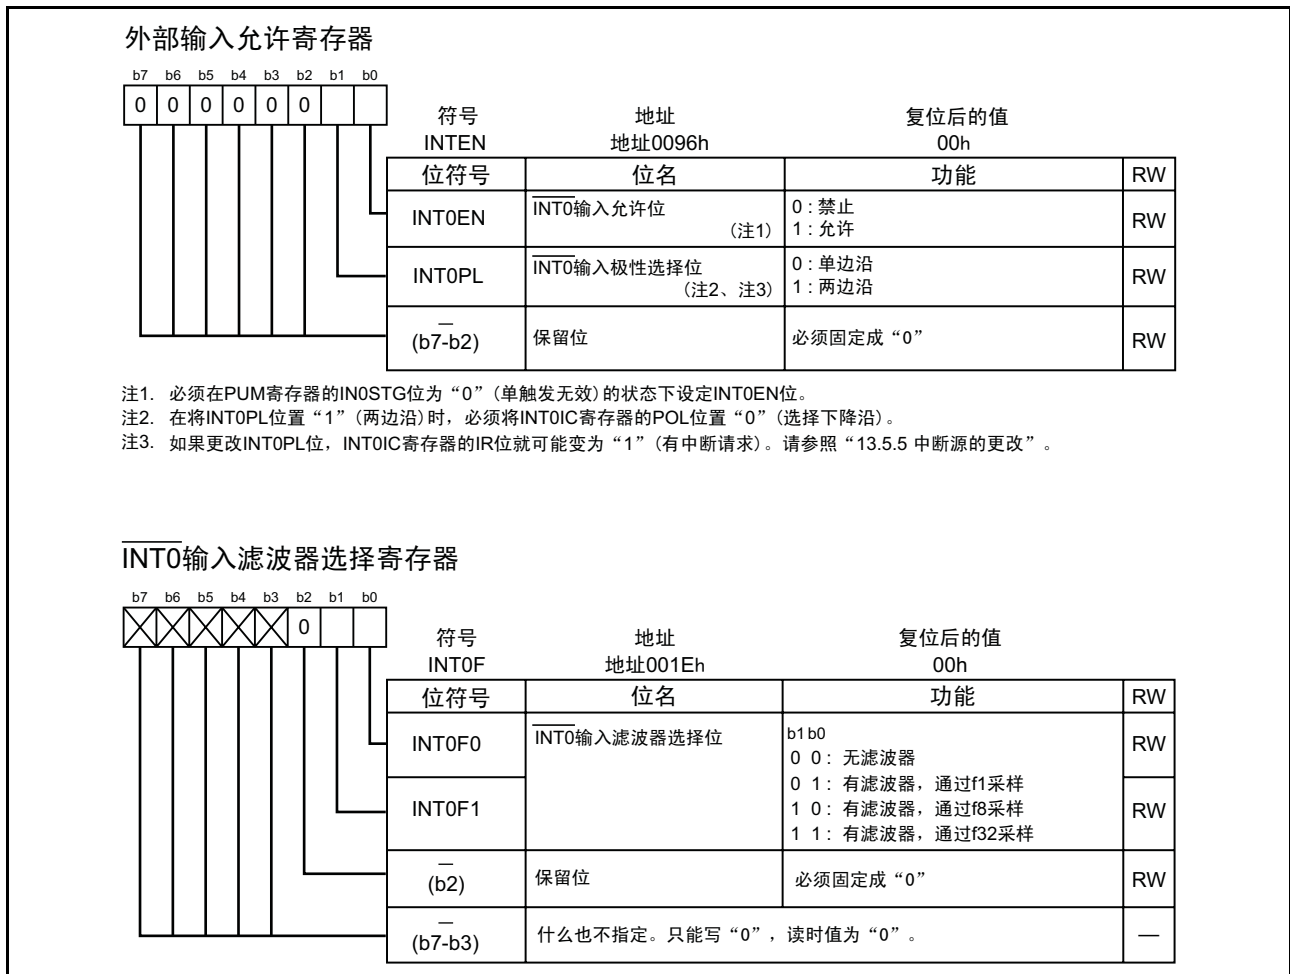 外部输入允许寄存器
b7 b6 b5 b4 b3 b2 b1 b0
0 0 0 0 0 0
符号 地址 复位后的值
INTEN 地址0096h 00h
位符号 位名 功能 RW
INT0EN INT0输入允许位 (注1) 0：禁止 RW
1：允许
INT0PL INT0输入极性选择位 (注2、注3) 0：单边沿 RW
1：两边沿
— (b7-b2) 保留位 必须固定成“0” RW
注1. 必须在PUM寄存器的IN0STG位为“0”(单触发无效)的状态下设定INT0EN位。
注2. 在将INT0PL位置“1”(两边沿)时，必须将INT0IC寄存器的POL位置“0”(选择下降沿)。
注3. 如果更改INT0PL位，INT0IC寄存器的IR位就可能变为“1”(有中断请求)。请参照“13.5.5 中断源的更改”。
INT0输入滤波器选择寄存器
b7 b6 b5 b4 b3 b2 b1 b0
0
符号 地址 复位后的值
INT0F 地址001Eh 00h
位符号 位名 功能 RW
INT0F0 INT0输入滤波器选择位 b1 b0 RW
0 0：无滤波器
0 1：有滤波器，通过f1采样
INT0F1 1 0：有滤波器，通过f8采样 RW
1 1：有滤波器，通过f32采样
— (b2) 保留位 必须固定成“0” RW
— (b7-b3) 什么也不指定。只能写“0”，读时值为“0”。 —